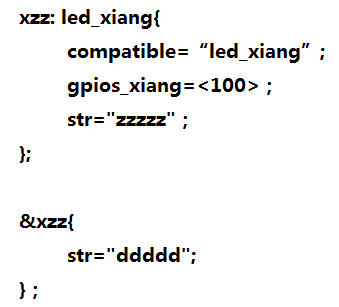 xzz: led_xiang{
compatible=“led_xiang”;
gpios_xiang=<100>;
str="zzzzz";
};
&xzz{
str="ddddd";
};